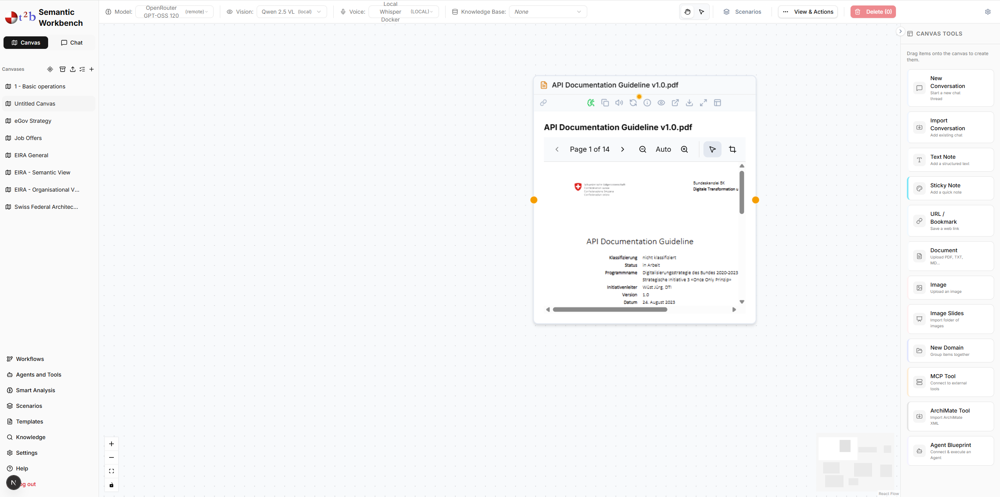 t2b
Semantic
Workbench
Canvas
Chat
Canvases
1 - Basic operations
Untitled Canvas
eGov Strategy
Job Offers
EIRA General
EIRA - Semantic View
EIRA - Organisational V...
Swiss Federal Architec...
Workflows
Agents and Tools
Smart Analysis
Scenarios
Templates
Knowledge
Settings
Help
N
og out
Model:
OpenRouter
GPT-OSS 120
(remote)
Vision:
Qwen 2.5 VL (local)
Voice:
Local
Whisper
Docker
(LOCAL)
Knowledge Base:
None
Scenarios
View & Actions
Delete (0)
API Documentation Guideline v1.0.pdf
API Documentation Guideline v1.0.pdf
Page 1 of 14
Auto
Schweizerische Eidgenossenschaft
Confédération suisse
Confederazione Svizzera
Confederaziun svizra
Bundeskanzlei BK
Digitale Transformation u
API Documentation Guideline
Klassifizierung nicht klassifiziert
Status in Arbeit
Programmname Digitalisierungsstrategie des Bundes 2020-2023
Strategische Initiative 3 «Once Only Prinzip»
Initiativenleiter Wüst Jürg, DTI
Version 1.0
Datum 24. August 2023
React Flow
CANVAS TOOLS
Drag items onto the canvas to create
them.
New
Conversation
Start a new chat
thread
Import
Conversation
Add existing chat
Text Note
Add a structured text
Sticky Note
Add a quick note
URL /
Bookmark
Save a web link
Document
Upload PDF, TXT,
MD...
Image
Upload an image
Image Slides
Import folder of
images
New Domain
Group items together
MCP Tool
Connect to external
tools
ArchiMate Tool
Import ArchiMate
XML
Agent Blueprint
Connect & execute an
Agent